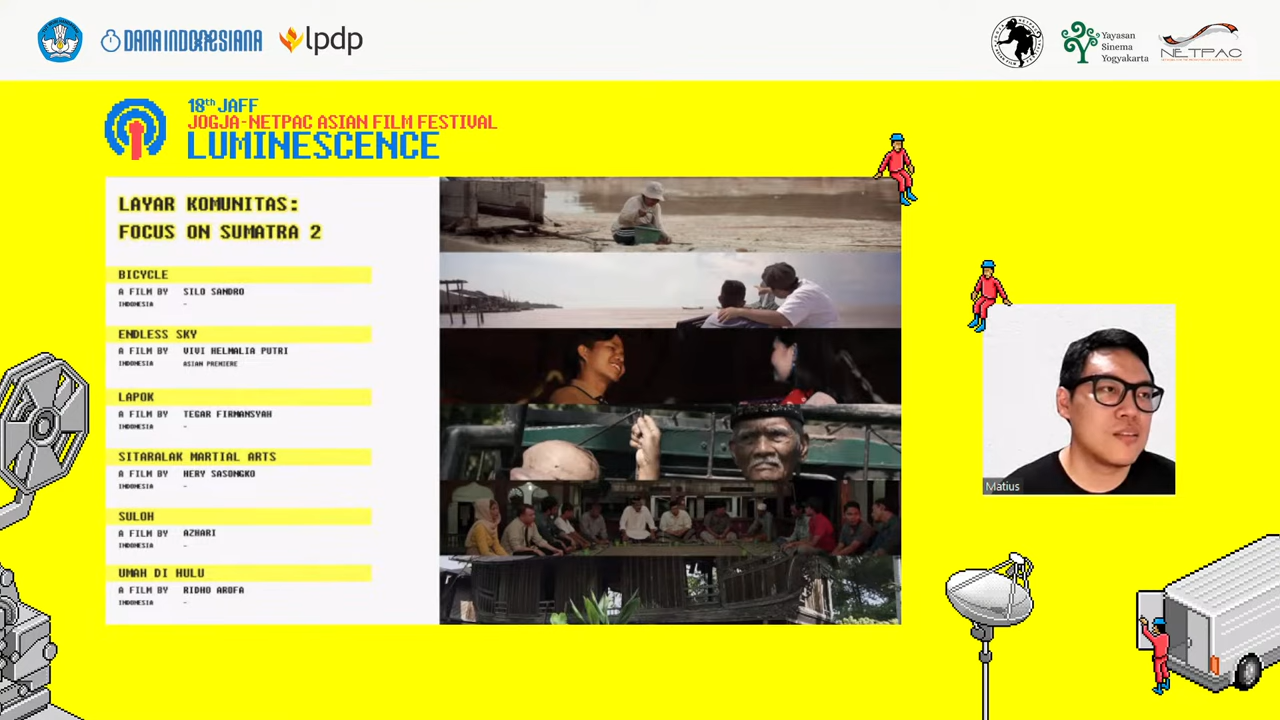 DANA INDONESIANA
lpdp
Yayasan
Sinema
Yogyakarta
NETPAC
18th JAFF
JOGJA-NETPAC ASIAN FILM FESTIVAL
LUMINESCENCE
LAYAR KOMUNITAS:
FOCUS ON SUMATRA 2
BICYCLE
A FILM BY SILO SANDRO
INDONESIA -
ENDLESS SKY
A FILM BY VIVI HELMALIA PUTRI
INDONESIA ASIAN PREMIERE
LAPOK
A FILM BY TEGAR FIRMANSYAH
INDONESIA -
SITARALAK MARTIAL ARTS
A FILM BY HERY SASONGKO
INDONESIA -
SULOH
A FILM BY AZHARI
INDONESIA -
UMAH DI HULU
A FILM BY RIDHO AROFA
INDONESIA -
Matius